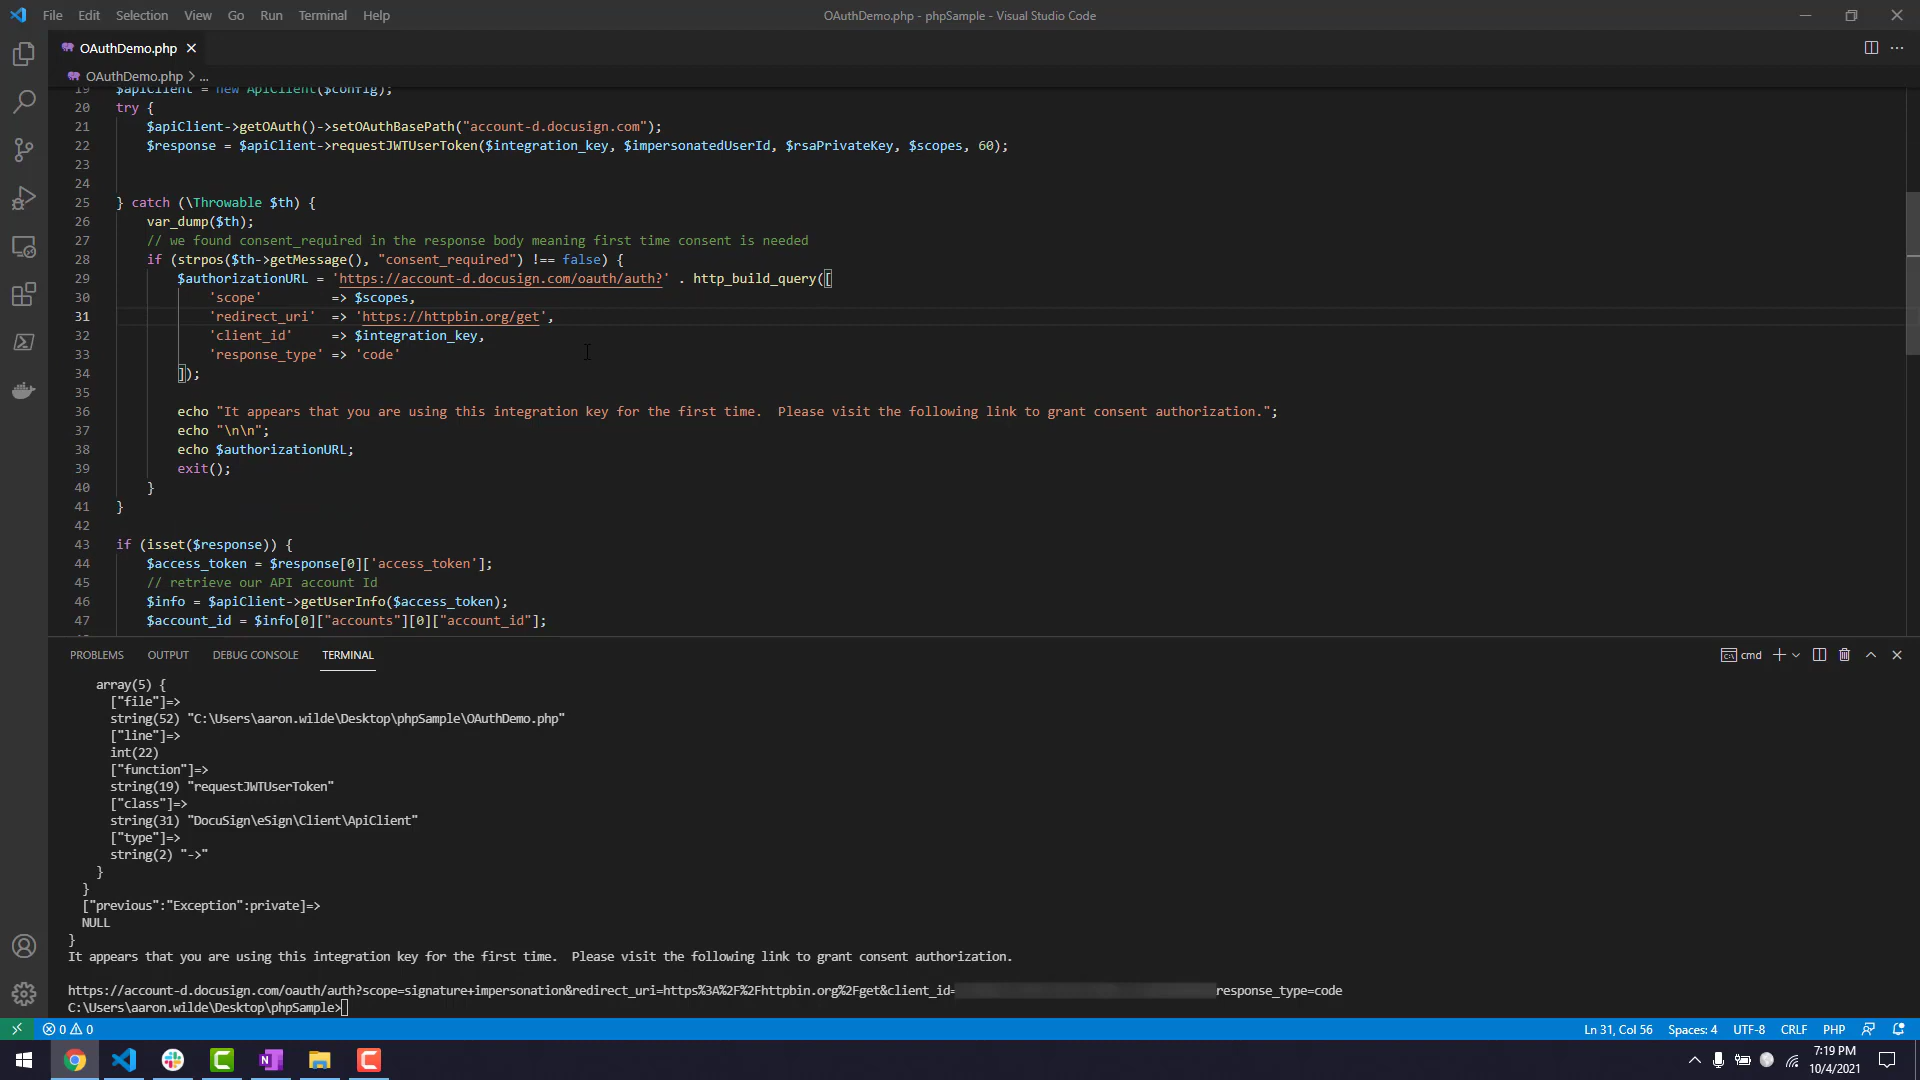 File Edit Selection View Go Run Terminal Help
OAuthDemo.php - phpSample - Visual Studio Code
OAuthDemo.php
OAuthDemo.php > ...
19 $apiClient = new ApiClient($config);
20 try {
21 $apiClient->getOAuth()->setOAuthBasePath("account-d.docusign.com");
22 $response = $apiClient->requestJWTUserToken($integration_key, $impersonatedUserId, $rsaPrivateKey, $scopes, 60);
23
24
25 } catch (\Throwable $th) {
26 var_dump($th);
27 // we found consent_required in the response body meaning first time consent is needed
28 if (strpos($th->getMessage(), "consent_required") !== false) {
29 $authorizationURL = 'https://account-d.docusign.com/oauth/auth?' . http_build_query([
30 'scope' => $scopes,
31 'redirect_uri' => 'https://httpbin.org/get',
32 'client_id' => $integration_key,
33 'response_type' => 'code'
34 ]);
35
36 echo "It appears that you are using this integration key for the first time.  Please visit the following link to grant consent authorization.";
37 echo "\n\n";
38 echo $authorizationURL;
39 exit();
40 }
41 }
42
43 if (isset($response)) {
44 $access_token = $response[0]['access_token'];
45 // retrieve our API account Id
46 $info = $apiClient->getUserInfo($access_token);
47 $account_id = $info[0]["accounts"][0]["account_id"];
PROBLEMS OUTPUT DEBUG CONSOLE TERMINAL
cmd
array(5) {
["file"]=>
string(52) "C:\Users\aaron.wilde\Desktop\phpSample\OAuthDemo.php"
["line"]=>
int(22)
["function"]=>
string(19) "requestJWTUserToken"
["class"]=>
string(31) "DocuSign\eSign\Client\ApiClient"
["type"]=>
string(2) "->"
}
}
["previous":"Exception":private]=>
NULL
}
It appears that you are using this integration key for the first time.  Please visit the following link to grant consent authorization.
https://account-d.docusign.com/oauth/auth?scope=signature+impersonation&redirect_uri=https%3A%2F%2Fhttpbin.org%2Fget&client_id= response_type=code
C:\Users\aaron.wilde\Desktop\phpSample>
0 0
Ln 31, Col 56 Spaces: 4 UTF-8 CRLF PHP
7:19 PM
10/4/2021